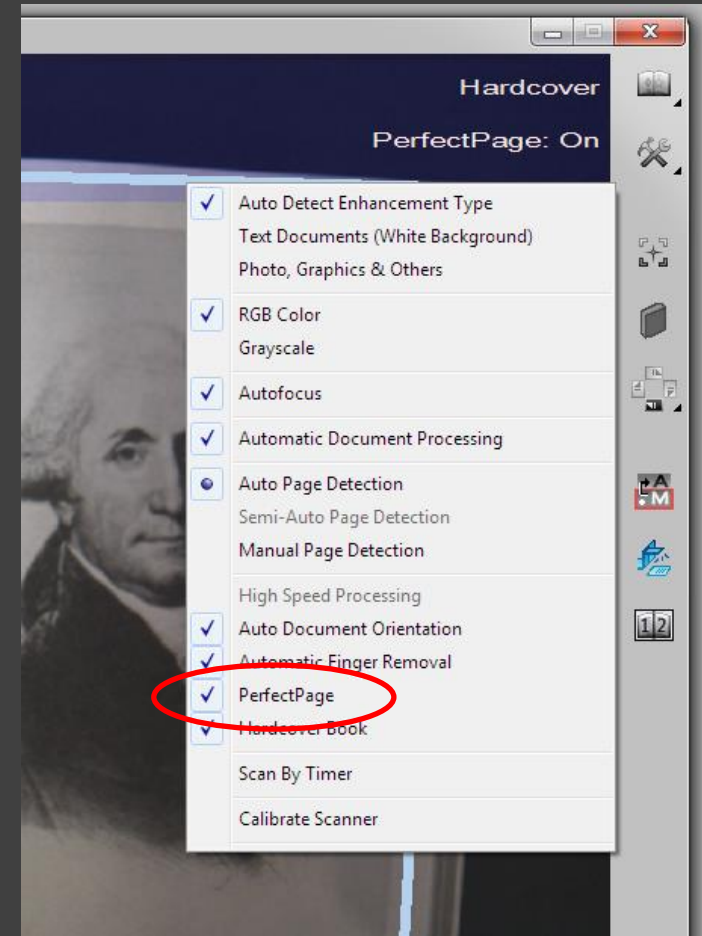 Hardcover
PerfectPage: On
Auto Detect Enhancement Type
Text Documents (White Background)
Photo, Graphics & Others
RGB Color
Grayscale
Autofocus
Automatic Document Processing
Auto Page Detection
Semi-Auto Page Detection
Manual Page Detection
High Speed Processing
Auto Document Orientation
Automatic Finger Removal
PerfectPage
Hardcover Book
Scan By Timer
Calibrate Scanner
A
M
1 2